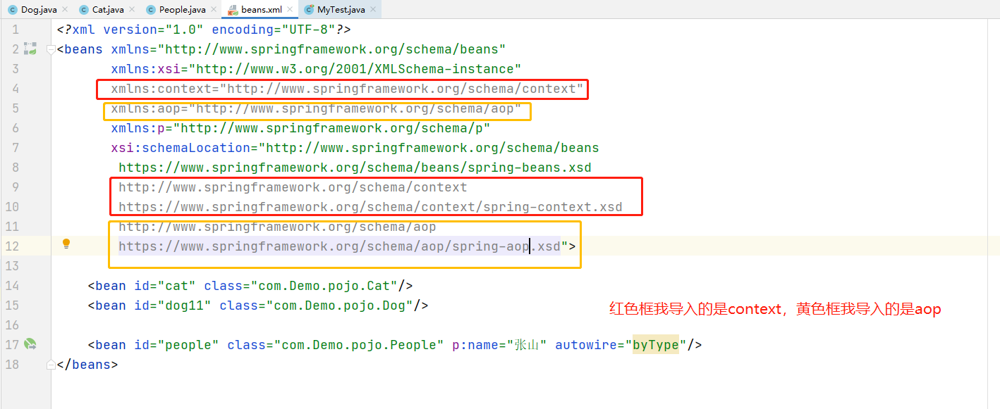 Dog.java Cat.java People.java beans.xml MyTest.java
1 <?xml version="1.0" encoding="UTF-8"?>
2 <beans xmlns="http://www.springframework.org/schema/beans"
3 xmlns:xsi="http://www.w3.org/2001/XMLSchema-instance"
4 xmlns:context="http://www.springframework.org/schema/context"
5 xmlns:aop="http://www.springframework.org/schema/aop"
6 xmlns:p="http://www.springframework.org/schema/p"
7 xsi:schemaLocation="http://www.springframework.org/schema/beans
8 https://www.springframework.org/schema/beans/spring-beans.xsd
9 http://www.springframework.org/schema/context
10 https://www.springframework.org/schema/context/spring-context.xsd
11 http://www.springframework.org/schema/aop
12 https://www.springframework.org/schema/aop/spring-aop.xsd">
13
14 <bean id="cat" class="com.Demo.pojo.Cat"/>
15 <bean id="dog11" class="com.Demo.pojo.Dog"/>
红色框我导入的是context，黄色框我导入的是aop
16
17 <bean id="people" class="com.Demo.pojo.People" p:name="张山" autowire="byType"/>
18 </beans>